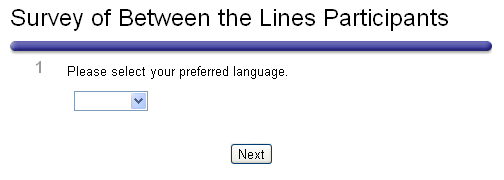 Survey of Between the Lines Participants
1 Please select your preferred language.
Next